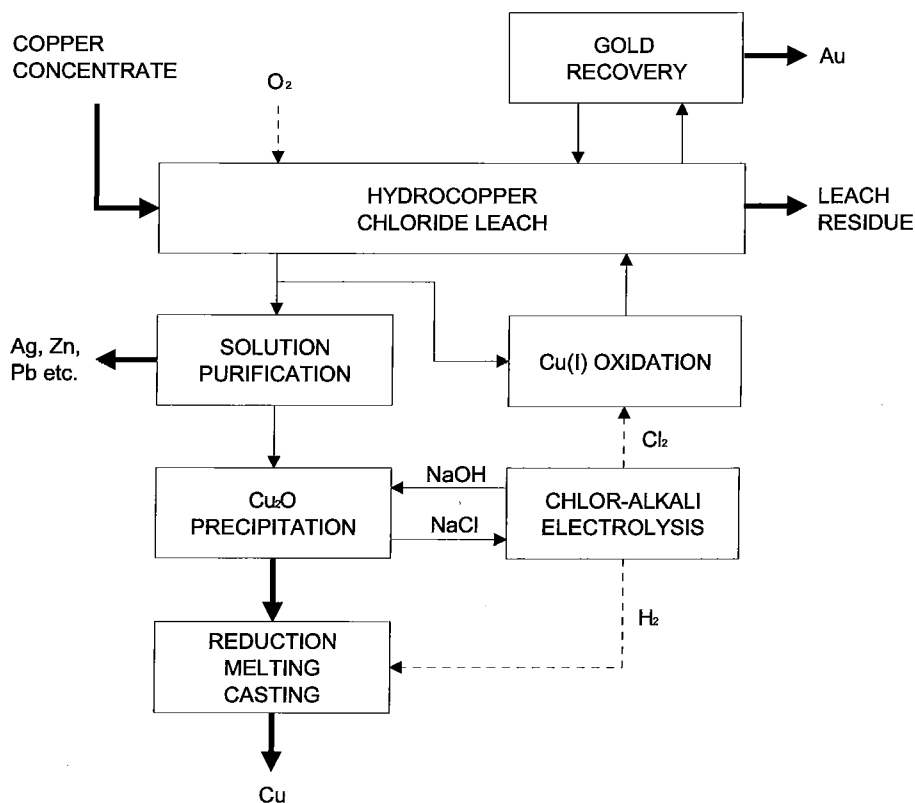 COPPER
CONCENTRATE
O₂
GOLD
RECOVERY
Au
HYDROCOPPER
CHLORIDE LEACH
LEACH
RESIDUE
Ag, Zn,
Pb etc.
SOLUTION
PURIFICATION
Cu(I) OXIDATION
Cl₂
Cu₂O
PRECIPITATION
NaOH
NaCl
CHLOR-ALKALI
ELECTROLYSIS
H₂
REDUCTION
MELTING
CASTING
Cu